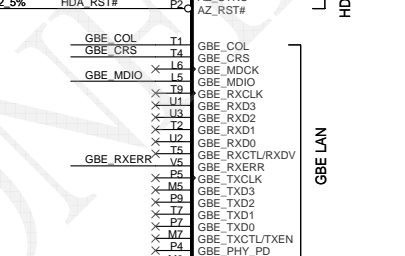 2_5% HDA_RST# P2 AZ_RST#
HD
GBE_COL T1 GBE_COL
GBE_CRS T4 GBE_CRS
L6 GBE_MDCK
GBE_MDIO L5 GBE_MDIO
T9 GBE_RXCLK
U1 GBE_RXD3
U3 GBE_RXD2
T2 GBE_RXD1
U2 GBE_RXD0
T5 GBE_RXCTL/RXDV
GBE_RXERR V5 GBE_RXERR
P5 GBE_TXCLK
M5 GBE_TXD3
P9 GBE_TXD2
T7 GBE_TXD1
P7 GBE_TXD0
M7 GBE_TXCTL/TXEN
P4 GBE_PHY_PD
GBE LAN